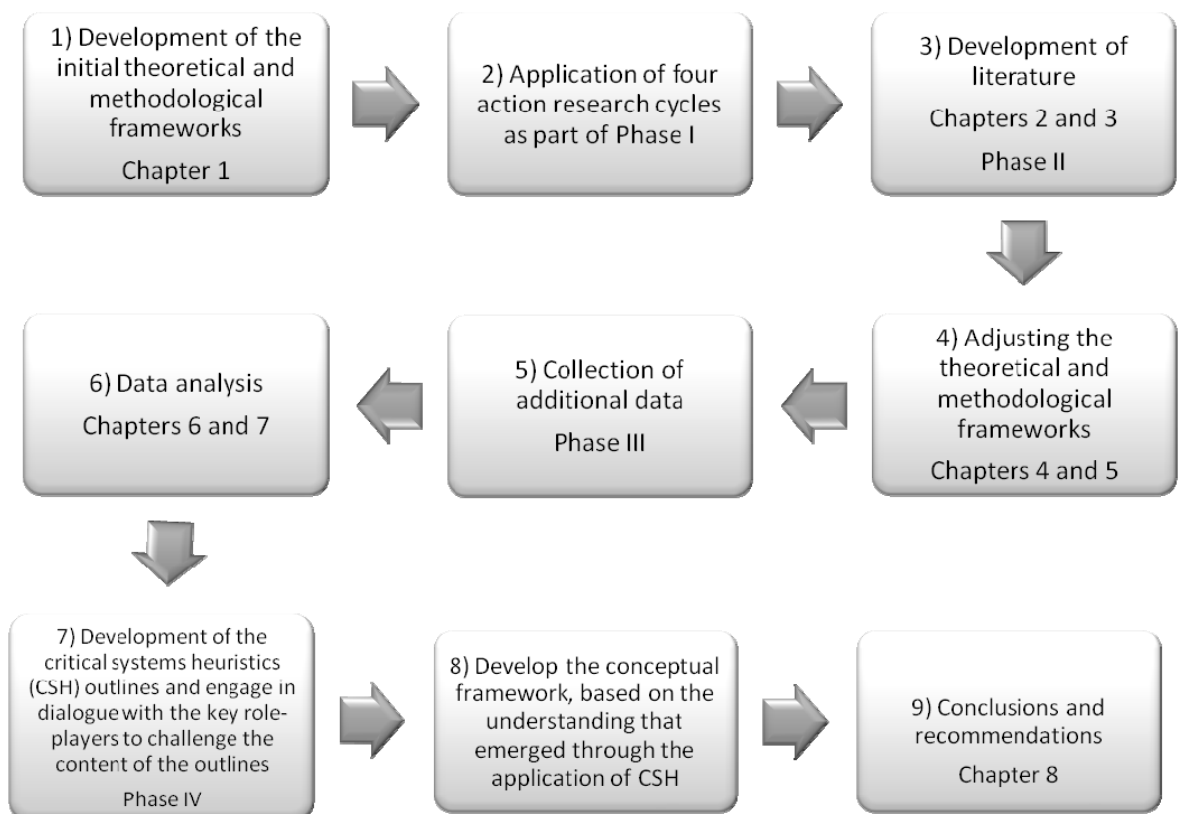 1) Development of the
initial theoretical and
methodological
frameworks
Chapter 1
2) Application of four
action research cycles
as part of Phase I
3) Development of
literature
Chapters 2 and 3
Phase II
4) Adjusting the
theoretical and
methodological
frameworks
Chapters 4 and 5
5) Collection of
additional data
Phase III
6) Data analysis
Chapters 6 and 7
7) Development of the
critical systems heuristics
(CSH) outlines and engage in
dialogue with the key role-
players to challenge the
content of the outlines
Phase IV
8) Develop the conceptual
framework, based on the
understanding that
emerged through the
application of CSH
9) Conclusions and
recommendations
Chapter 8